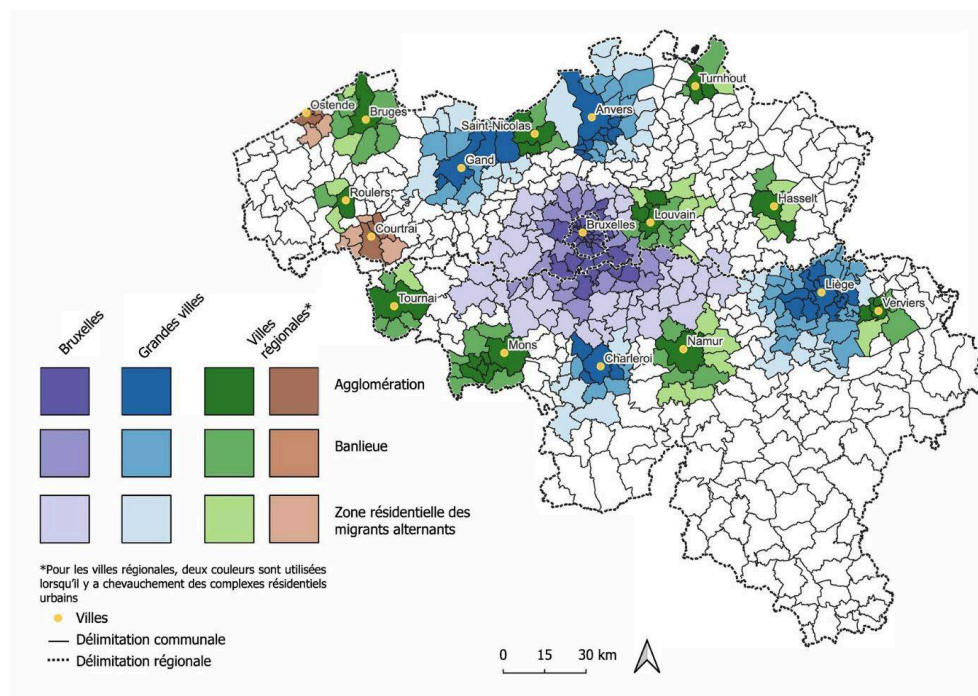 Turnhout
Ostende
Bruges
Anvers
Saint-Nicolas
Gand
Roulers
Hasselt
Louvain
Bruxelles
Courtrai
Liège
Tournai
Verviers
Mons
Namur
Charleroi
Bruxelles
Grandes villes
Villes
régionales*
Agglomération
Banlieue
Zone résidentielle des
migrants alternants
*Pour les villes régionales, deux couleurs sont utilisées
lorsqu'il y a chevauchement des complexes résidentiels
urbains
Villes
Délimitation communale
Délimitation régionale
0 15 30 km